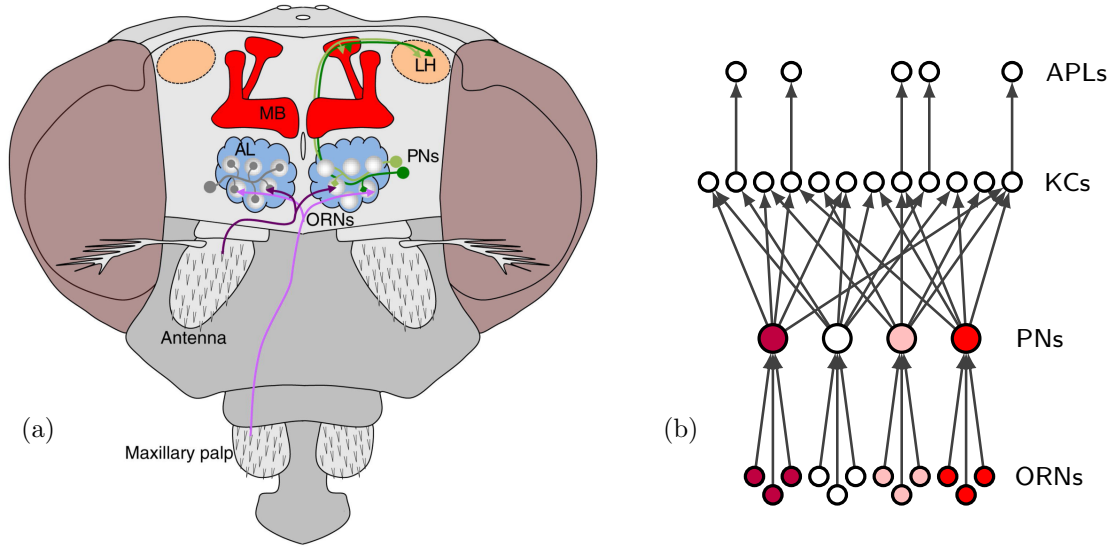 LH
MB
AL
PNs
ORNs
Antenna
Maxillary palp
(a)
APLs
KCs
PNs
ORNs
(b)